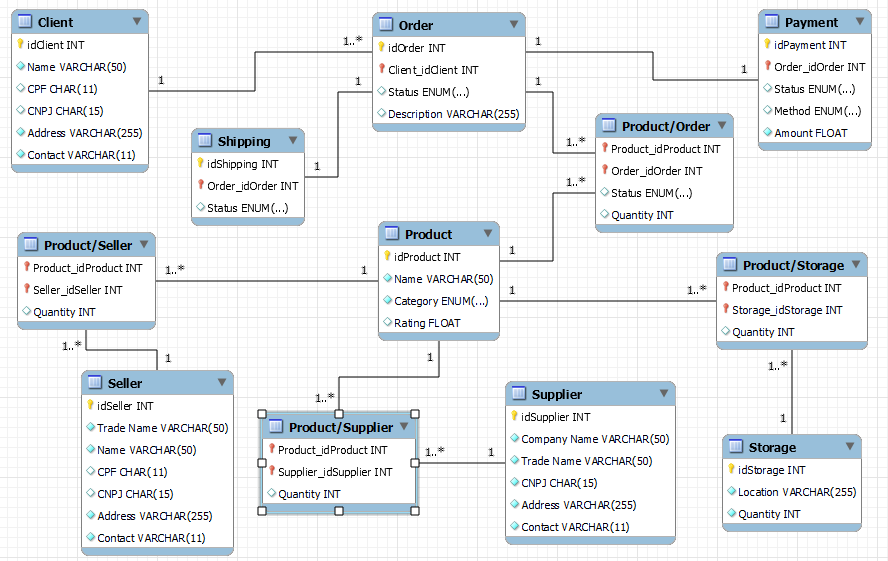 Client
idClient INT
Name VARCHAR(50)
CPF CHAR(11)
CNPJ CHAR(15)
Address VARCHAR(255)
Contact VARCHAR(11)
1
1..*
Order
idOrder INT
Client_idClient INT
Status ENUM(...)
Description VARCHAR(255)
1
1
1
1
Payment
idPayment INT
Order_idOrder INT
Status ENUM(...)
Method ENUM(...)
Amount FLOAT
Shipping
idShipping INT
Order_idOrder INT
Status ENUM(...)
1
Product/Order
Product_idProduct INT
Order_idOrder INT
Status ENUM(...)
Quantity INT
1..*
1..*
Product/Seller
Product_idProduct INT
Seller_idSeller INT
Quantity INT
1..*
1..*
Product
idProduct INT
Name VARCHAR(50)
Category ENUM(...)
Rating FLOAT
1
1
1
1
Product/Storage
Product_idProduct INT
Storage_idStorage INT
Quantity INT
1..*
1..*
Seller
idSeller INT
Trade Name VARCHAR(50)
Name VARCHAR(50)
CPF CHAR(11)
CNPJ CHAR(15)
Address VARCHAR(255)
Contact VARCHAR(11)
1
Product/Supplier
Product_idProduct INT
Supplier_idSupplier INT
Quantity INT
1..*
1..*
Supplier
idSupplier INT
Company Name VARCHAR(50)
Trade Name VARCHAR(50)
CNPJ CHAR(15)
Address VARCHAR(255)
Contact VARCHAR(11)
1
Storage
idStorage INT
Location VARCHAR(255)
Quantity INT
1